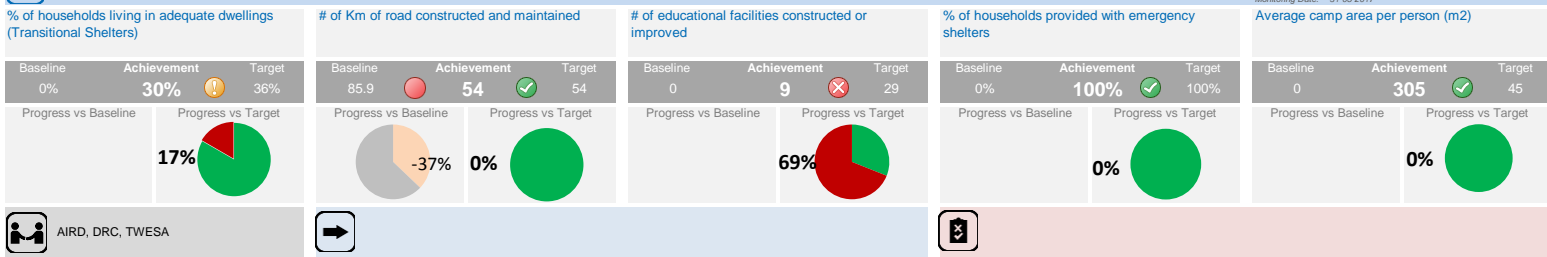 % of households living in adequate dwellings
(Transitional Shelters)
Baseline Achievement Target
0% 30% 36%
Progress vs Baseline Progress vs Target
17%
# of Km of road constructed and maintained
Baseline Achievement Target
85.9 54 54
Progress vs Baseline Progress vs Target
-37% 0%
# of educational facilities constructed or
improved
Baseline Achievement Target
0 9 29
Progress vs Baseline Progress vs Target
69%
% of households provided with emergency
shelters
Baseline Achievement Target
0% 100% 100%
Progress vs Baseline Progress vs Target
0%
Average camp area per person (m2)
Baseline Achievement Target
0 305 45
Progress vs Baseline Progress vs Target
0%
AIRD, DRC, TWESA